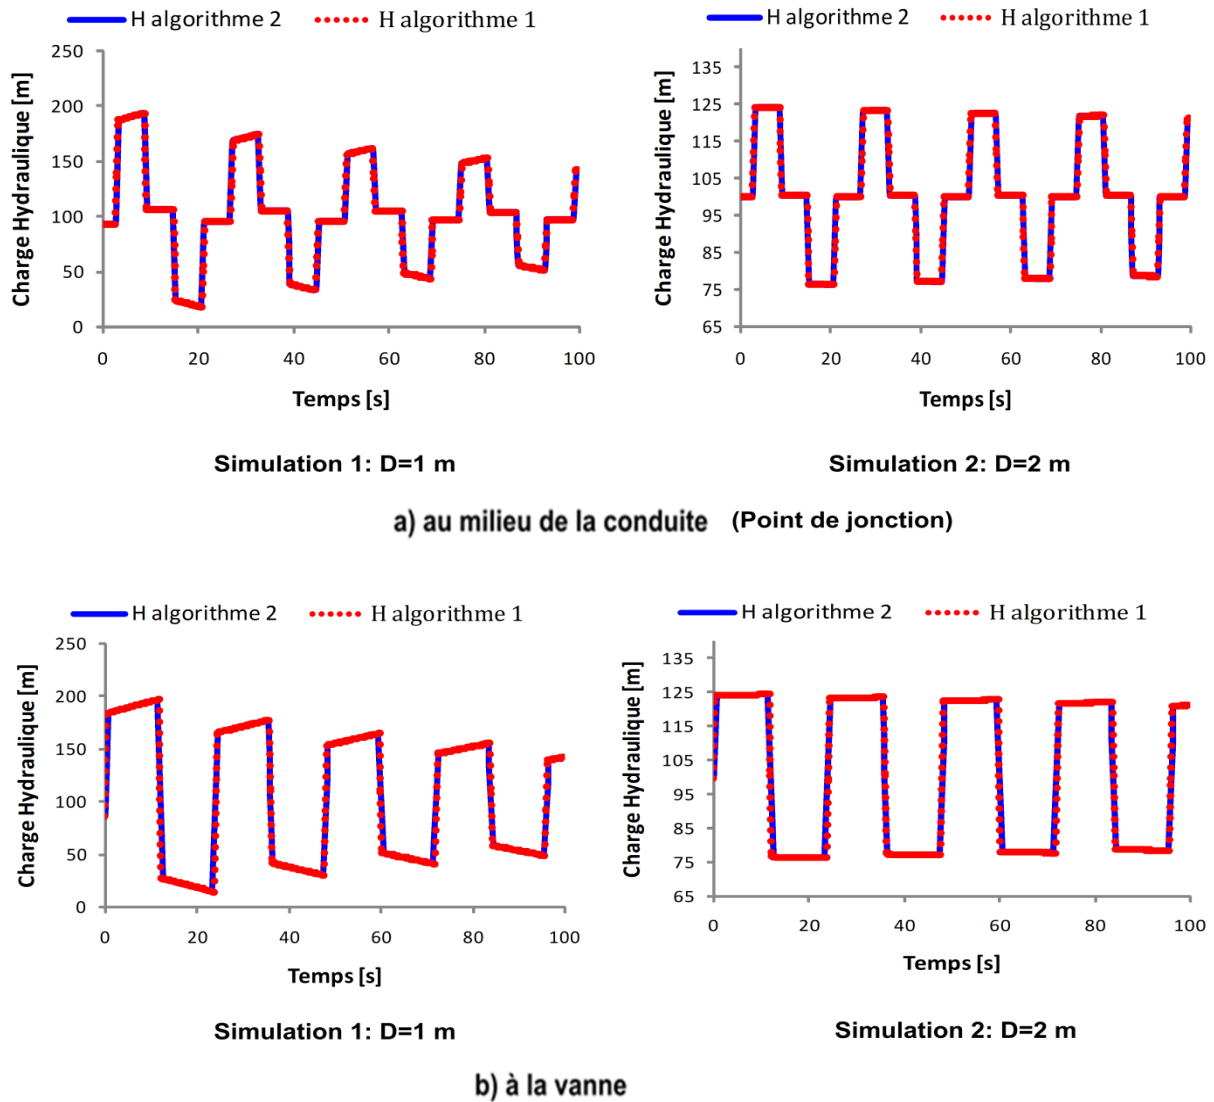 H algorithme 2 H algorithme 1
Charge Hydraulique [m]
250
200
150
100
50
0
0 20 40 60 80 100
Temps [s]
Simulation 1: D=1 m
H algorithme 2 H algorithme 1
Charge Hydraulique [m]
135
125
115
105
95
85
75
65
0 20 40 60 80 100
Temps [s]
Simulation 2: D=2 m
a) au milieu de la conduite (Point de jonction)
H algorithme 2 H algorithme 1
Charge Hydraulique [m]
250
200
150
100
50
0
0 20 40 60 80 100
Temps [s]
Simulation 1: D=1 m
H algorithme 2 H algorithme 1
Charge Hydraulique [m]
135
125
115
105
95
85
75
65
0 20 40 60 80 100
Temps [s]
Simulation 2: D=2 m
b) à la vanne